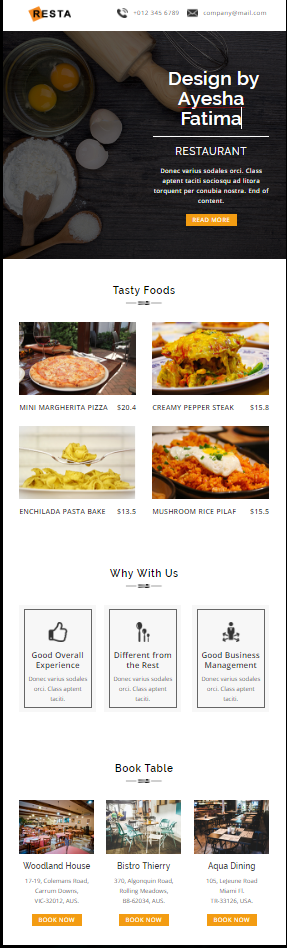 RESTA
+012 345 6789
company@mail.com
Design by
Ayesha
Fatima
RESTAURANT
Donec varius sodales orci. Class
aptent taciti sociosqu ad litora
torquent per conubia nostra. End of
content.
READ MORE
Tasty Foods
MINI MARGHERITA PIZZA $20.4
CREAMY PEPPER STEAK $15.8
ENCHILADA PASTA BAKE $13.5
MUSHROOM RICE PILAF $15.5
Why With Us
Good Overall
Experience
Donec varius sodales
orci. Class aptent
taciti.
Different from
the Rest
Donec varius sodales
orci. Class aptent
taciti.
Good Business
Management
Donec varius sodales
orci. Class aptent
taciti.
Book Table
Woodland House
17-19, Colemans Road,
Carrum Downs,
VIC-32012, AUS.
BOOK NOW
Bistro Thierry
370, Algonquin Road,
Rolling Meadows,
B8-62034, AUS.
BOOK NOW
Aqua Dining
105, LeJeune Road
Miami Fl.
TR-33126, USA.
BOOK NOW